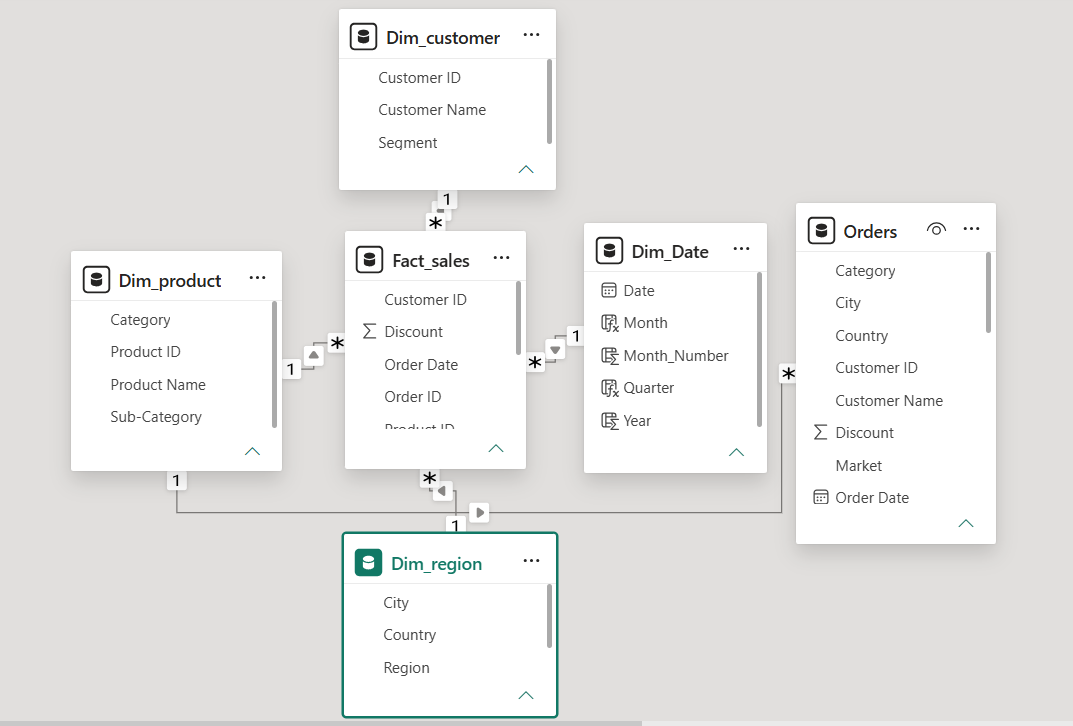 Dim_customer
Customer ID
Customer Name
Segment
1
*
Dim_product
Category
Product ID
Product Name
Sub-Category
1
*
1
Fact_sales
Customer ID
Discount
Order Date
Order ID
Product ID
*
1
*
Dim_Date
Date
Month
Month_Number
Quarter
Year
Orders
Category
City
Country
Customer ID
Customer Name
Discount
Market
Order Date
*
1
Dim_region
City
Country
Region